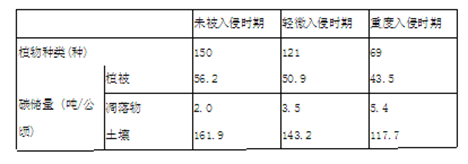 未被入侵时期 轻微入侵时期 重度入侵时期
植物种类(种) 150 121 69
碳储量（吨/公顷） 植被 56.2 50.9 43.5
凋落物 2.0 3.5 5.4
土壤 161.9 143.2 117.7